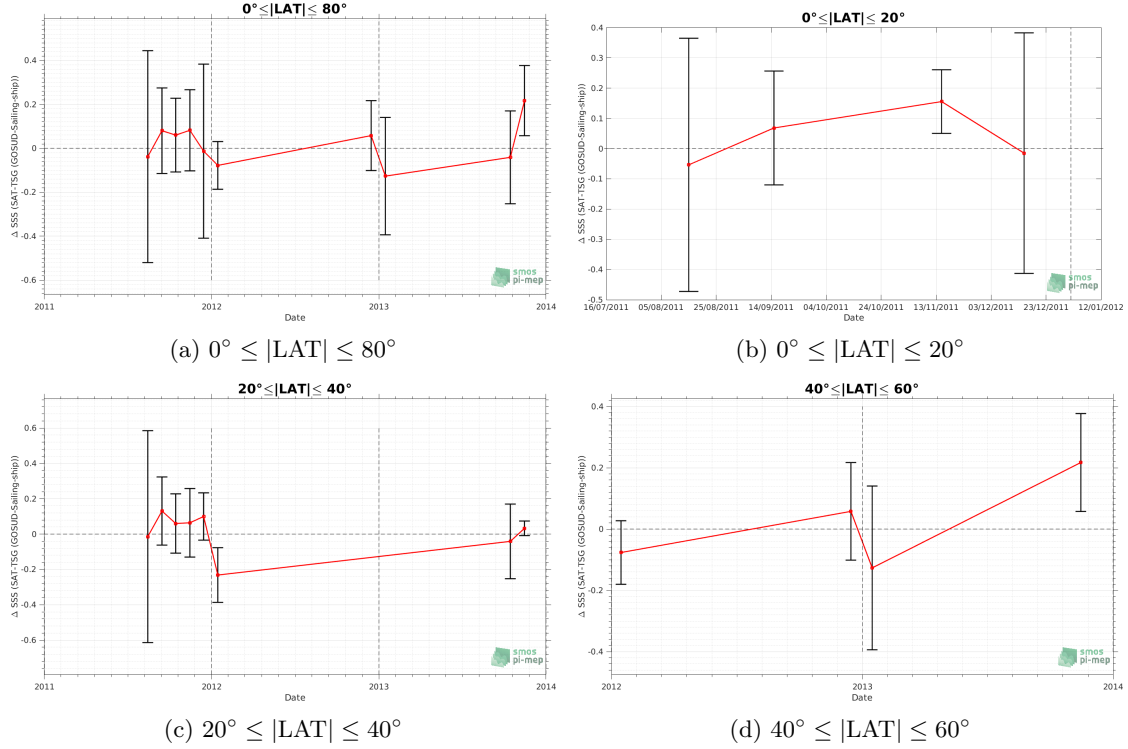 0°≤|LAT|≤ 80°
Δ SSS (SAT-TSG (GOSUD-Sailing-ship))
0.4
0.2
0
-0.2
-0.4
-0.6
2011
2012
2013
2014
Date
smos
pi-mep
(a) 0° ≤ |LAT| ≤ 80°
0°≤|LAT|≤ 20°
Δ SSS (SAT-TSG (GOSUD-Sailing-ship))
0.4
0.3
0.2
0.1
0
-0.1
-0.2
-0.3
-0.4
-0.5
16/07/2011
05/08/2011
25/08/2011
14/09/2011
04/10/2011
24/10/2011
13/11/2011
03/12/2011
23/12/2011
12/01/2012
Date
smos
pi-mep
(b) 0° ≤ |LAT| ≤ 20°
20°≤|LAT|≤ 40°
Δ SSS (SAT-TSG (GOSUD-Sailing-ship))
0.6
0.4
0.2
0
-0.2
-0.4
-0.6
2011
2012
2013
2014
Date
smos
pi-mep
(c) 20° ≤ |LAT| ≤ 40°
40°≤|LAT|≤ 60°
Δ SSS (SAT-TSG (GOSUD-Sailing-ship))
0.4
0.2
0
-0.2
-0.4
2012
2013
2014
Date
smos
pi-mep
(d) 40° ≤ |LAT| ≤ 60°